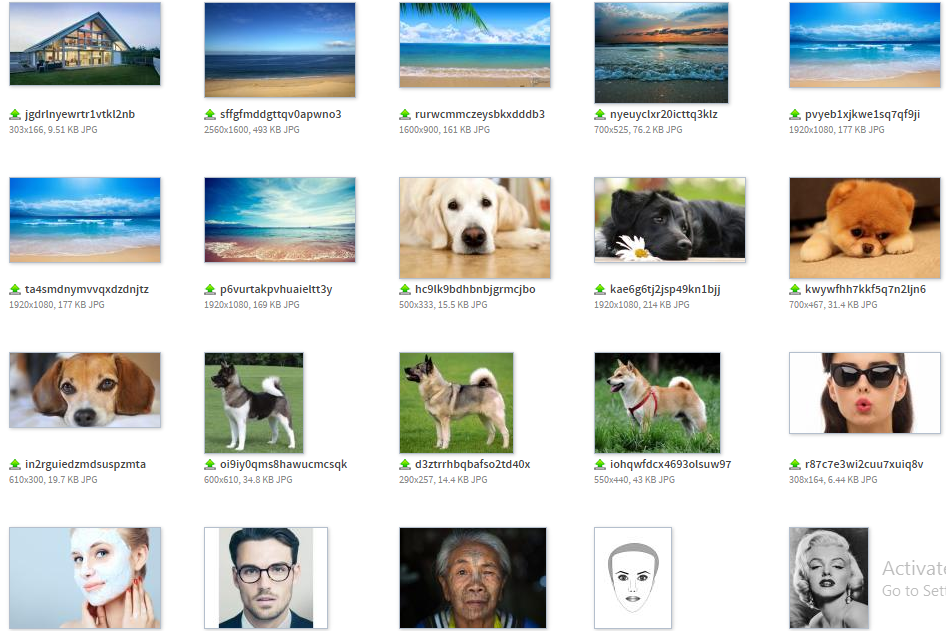 jgdrlnyewrtr1vtkl2nb
303x166, 9.51 KB JPG
sffgfmddgttqv0apwno3
2560x1600, 493 KB JPG
rurwcmmczeysbkxdddb3
1600x900, 161 KB JPG
nyeuyclxr20icttq3klz
700x525, 76.2 KB JPG
pvyeb1xjkwe1sq7qf9ji
1920x1080, 177 KB JPG
ta4smdnymvvqxdzdnjtz
1920x1080, 177 KB JPG
p6vurtakpvhuaieltt3y
1920x1080, 169 KB JPG
hc9lk9bdhbnbjgrmcjbo
500x333, 15.5 KB JPG
kae6g6tj2jsp49kn1bjj
1920x1080, 214 KB JPG
kwywfhh7kkf5q7n2ljn6
700x467, 31.4 KB JPG
in2rguiedzmdsuspzmta
610x300, 19.7 KB JPG
oi9iy0qms8hawucmcsqk
600x610, 34.8 KB JPG
d3ztrrhbqbafso2td40x
290x257, 14.4 KB JPG
iohqwfdcx4693olsuw97
550x440, 43 KB JPG
r87c7e3wi2cuu7xuiq8v
308x164, 6.44 KB JPG
Activate
Go to Sett